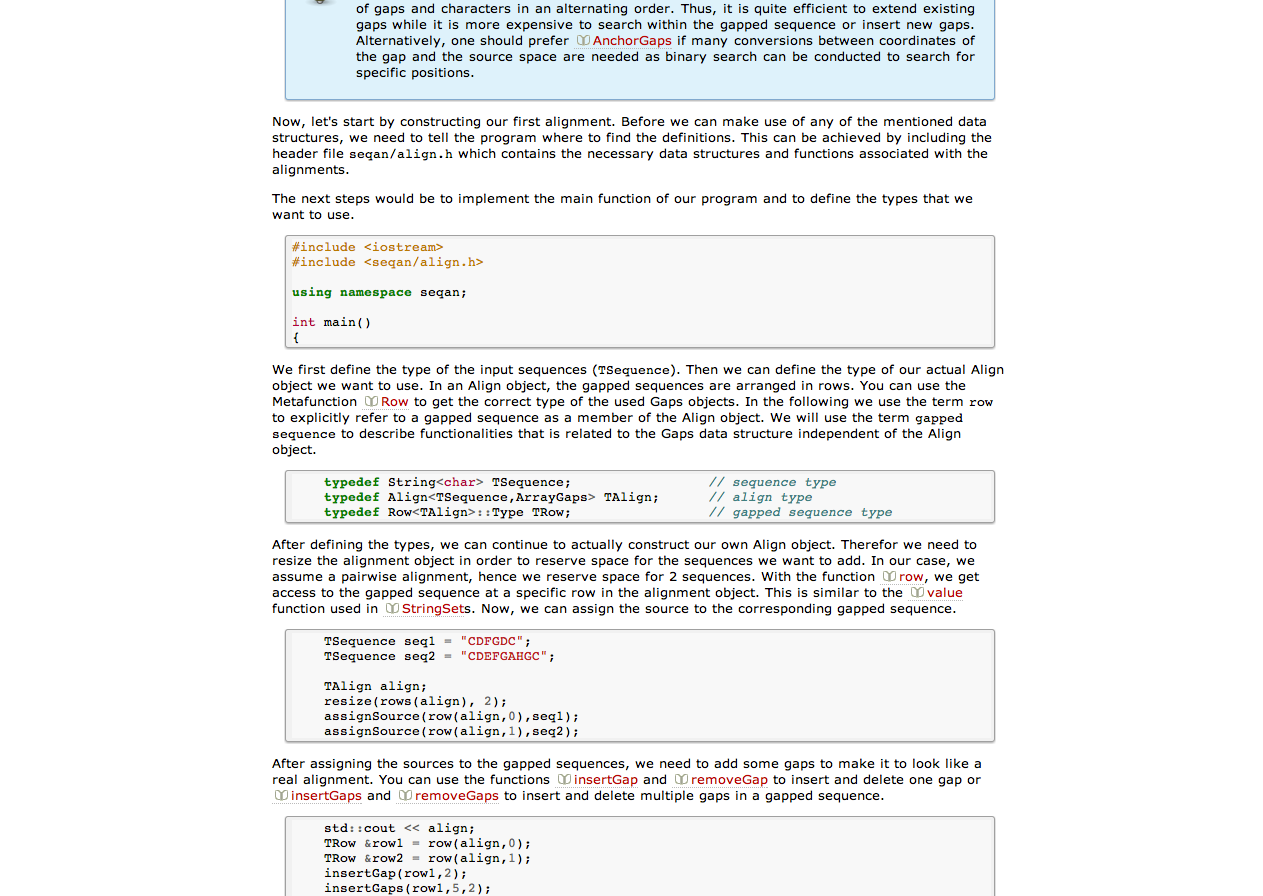 of gaps and characters in an alternating order. Thus, it is quite efficient to extend existing
gaps while it is more expensive to search within the gapped sequence or insert new gaps.
Alternatively, one should prefer AnchorGaps if many conversions between coordinates of
the gap and the source space are needed as binary search can be conducted to search for
specific positions.
Now, let's start by constructing our first alignment. Before we can make use of any of the mentioned data
structures, we need to tell the program where to find the definitions. This can be achieved by including the
header file seqan/align.h which contains the necessary data structures and functions associated with the
alignments.
The next steps would be to implement the main function of our program and to define the types that we
want to use.
#include <iostream>
#include <seqan/align.h>
using namespace seqan;
int main()
{
We first define the type of the input sequences (TSequence). Then we can define the type of our actual Align
object we want to use. In an Align object, the gapped sequences are arranged in rows. You can use the
Metafunction Row to get the correct type of the used Gaps objects. In the following we use the term row
to explicitly refer to a gapped sequence as a member of the Align object. We will use the term gapped
sequence to describe functionalities that is related to the Gaps data structure independent of the Align
object.
typedef String<char> TSequence; // sequence type
typedef Align<TSequence,ArrayGaps> TAlign; // align type
typedef Row<TAlign>::Type TRow; // gapped sequence type
After defining the types, we can continue to actually construct our own Align object. Therefor we need to
resize the alignment object in order to reserve space for the sequences we want to add. In our case, we
assume a pairwise alignment, hence we reserve space for 2 sequences. With the function row, we get
access to the gapped sequence at a specific row in the alignment object. This is similar to the value
function used in StringSets. Now, we can assign the source to the corresponding gapped sequence.
TSequence seq1 = "CDFGDC";
TSequence seq2 = "CDEFGAHGC";
TAlign align;
resize(rows(align), 2);
assignSource(row(align,0),seq1);
assignSource(row(align,1),seq2);
After assigning the sources to the gapped sequences, we need to add some gaps to make it to look like a
real alignment. You can use the functions insertGap and removeGap to insert and delete one gap or
insertGaps and removeGaps to insert and delete multiple gaps in a gapped sequence.
std::cout << align;
TRow &row1 = row(align,0);
TRow &row2 = row(align,1);
insertGap(row1,2);
insertGaps(row1,5,2);